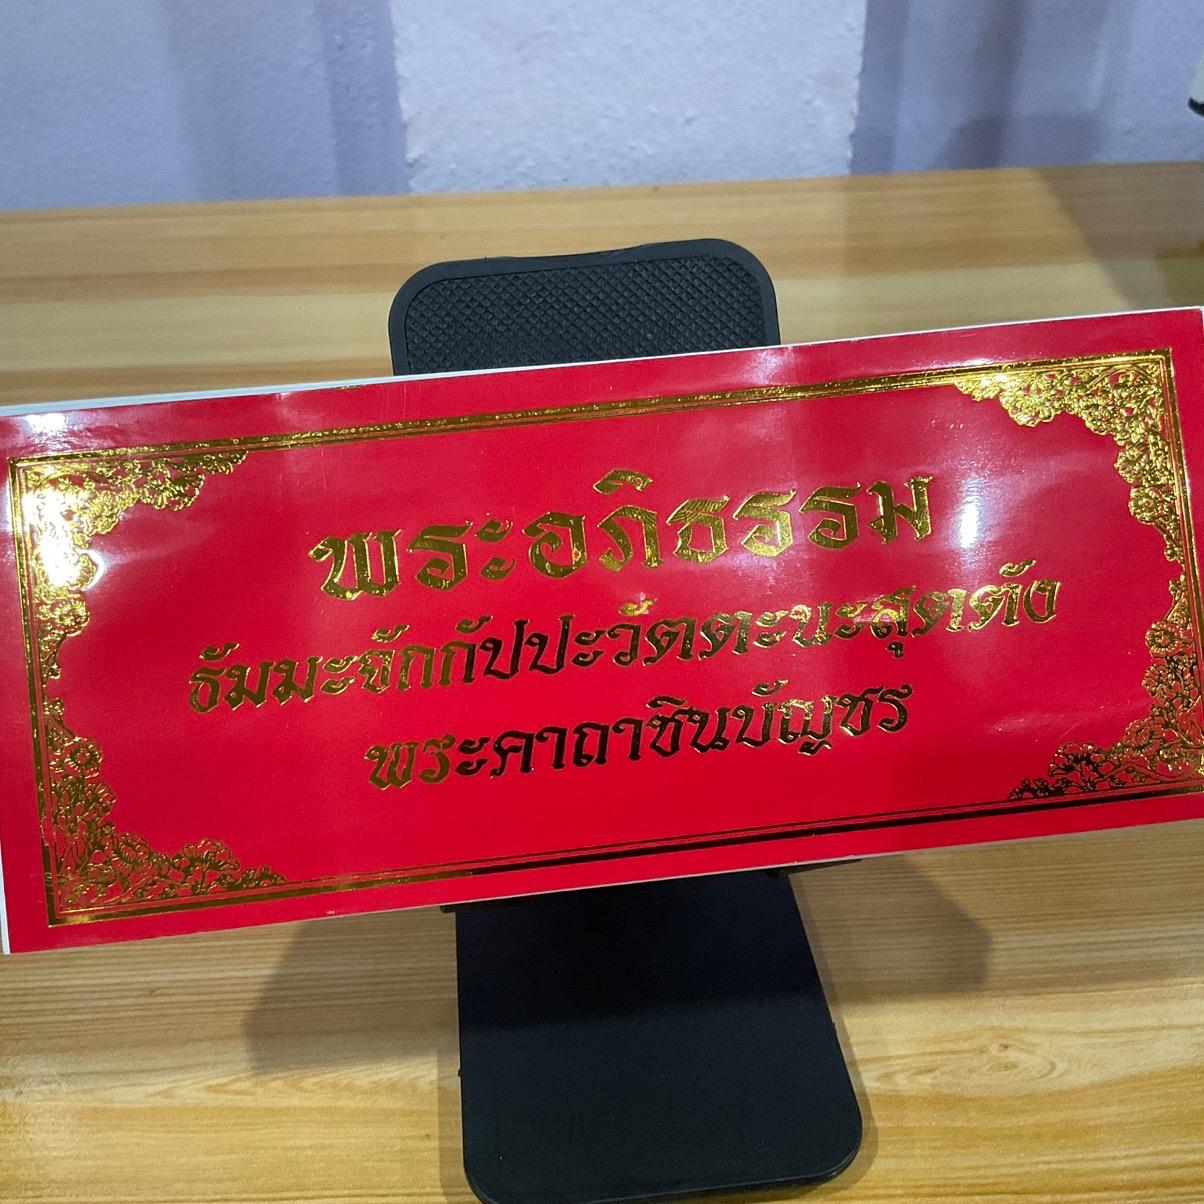 พระอภิธรรม
ธัมมะจั๊กกัปปะวัตตะนะสุตตัง
พระคาถาชินบัญชร